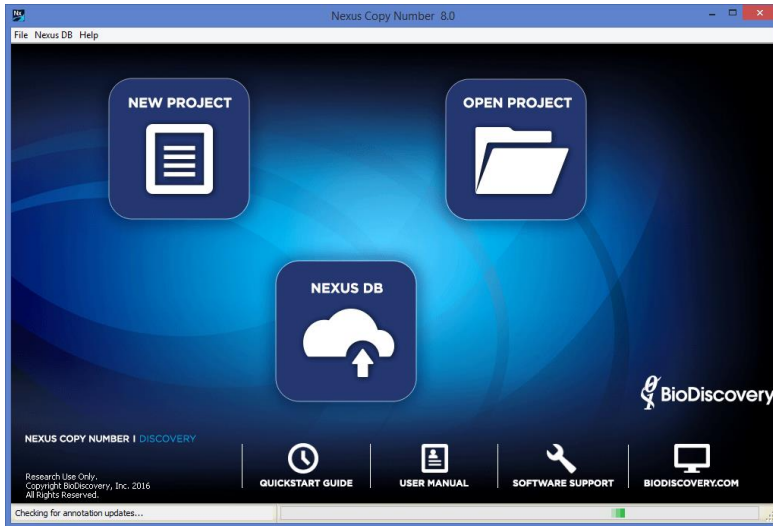 Nx
Nexus Copy Number 8.0
File Nexus DB Help
NEW PROJECT
OPEN PROJECT
NEXUS DB
BioDiscovery
NEXUS COPY NUMBER | DISCOVERY
Research Use Only.
Copyright BioDiscovery, Inc. 2016
All Rights Reserved.
QUICKSTART GUIDE
USER MANUAL
SOFTWARE SUPPORT
BIODISCOVERY.COM
Checking for annotation updates...